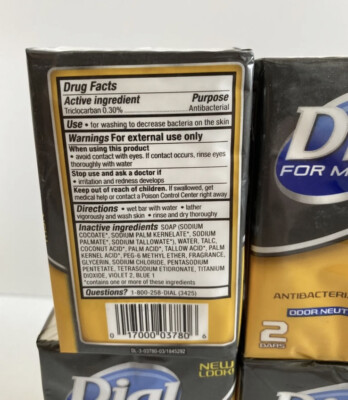 Drug Facts
Active ingredient Purpose
Triclocarban 0.30% Antibacterial
Use • for washing to decrease bacteria on the skin
Warnings For external use only
When using this product
• avoid contact with eyes. If contact occurs, rinse eyes
thoroughly with water
Stop use and ask a doctor if
• irritation and redness develops
Keep out of reach of children. If swallowed, get
medical help or contact a Poison Control Center right away
Directions • wet bar with water • lather
vigorously and wash skin • rinse and dry thoroughly
Inactive ingredients SOAP (SODIUM
COCOATE*, SODIUM PALM KERNELATE*, SODIUM
PALMATE*, SODIUM TALLOWATE*), WATER, TALC,
COCONUT ACID*, PALM ACID*, TALLOW ACID*, PALM
KERNEL ACID*, PEG-6 METHYL ETHER, FRAGRANCE,
GLYCERIN, SODIUM CHLORIDE, PENTASODIUM
PENTETATE, TETRASODIUM ETIDRONATE, TITANIUM
DIOXIDE, VIOLET 2, BLUE 1
*contains one or more of these ingredients
Questions? 1-800-258-DIAL (3425)
0 17000 03780 6
Di
FOR M
ANTIBACTERI
ODOR NEUT
2
BARS
NEW
LOOK!
Dial